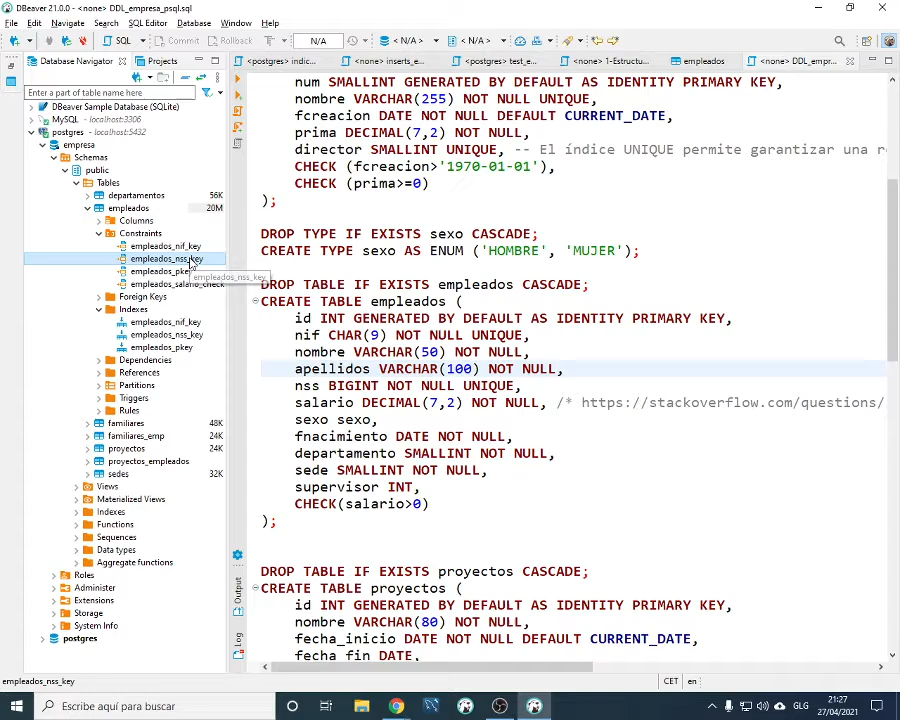 DBeaver 21.0.0 - <none> DDL_empresa_psql.sql
File Edit Navigate Search SQL Editor Database Window Help
SQL Commit Rollback N/A < N/A > < N/A >
Database Navigator Projects
<postgres> indic... <none> inserts_e... <postgres> test_e... <none> 1-Estructu... empleados <none> DDL_empr...
Enter a part of table name here
DBeaver Sample Database (SQLite)
MySQL - localhost:3306
postgres - localhost:5432
empresa
Schemas
public
Tables
departamentos 56K
empleados 20M
Columns
Constraints
empleados_nif_key
empleados_nss_key
empleados_pke
empleados_nss_key
empleados_salario_check
Foreign Keys
Indexes
empleados_nif_key
empleados_nss_key
empleados_pkey
Dependencies
References
Partitions
Triggers
Rules
familiares 48K
familiares_emp 24K
proyectos 24K
proyectos_empleados
sedes 32K
Views
Materialized Views
Indexes
Functions
Sequences
Data types
Aggregate functions
Roles
Administer
Extensions
Storage
System Info
postgres
Output
Log
num SMALLINT GENERATED BY DEFAULT AS IDENTITY PRIMARY KEY,
nombre VARCHAR(255) NOT NULL UNIQUE,
fcreacion DATE NOT NULL DEFAULT CURRENT_DATE,
prima DECIMAL(7,2) NOT NULL,
director SMALLINT UNIQUE, -- El índice UNIQUE permite garantizar una r
CHECK (fcreacion>'1970-01-01'),
CHECK (prima>=0)
);
DROP TYPE IF EXISTS sexo CASCADE;
CREATE TYPE sexo AS ENUM ('HOMBRE', 'MUJER');
DROP TABLE IF EXISTS empleados CASCADE;
CREATE TABLE empleados (
id INT GENERATED BY DEFAULT AS IDENTITY PRIMARY KEY,
nif CHAR(9) NOT NULL UNIQUE,
nombre VARCHAR(50) NOT NULL,
apellidos VARCHAR(100) NOT NULL,
nss BIGINT NOT NULL UNIQUE,
salario DECIMAL(7,2) NOT NULL, /* https://stackoverflow.com/questions/
sexo sexo,
fnacimiento DATE NOT NULL,
departamento SMALLINT NOT NULL,
sede SMALLINT NOT NULL,
supervisor INT,
CHECK(salario>0)
);
DROP TABLE IF EXISTS proyectos CASCADE;
CREATE TABLE proyectos (
id INT GENERATED BY DEFAULT AS IDENTITY PRIMARY KEY,
nombre VARCHAR(80) NOT NULL,
fecha_inicio DATE NOT NULL DEFAULT CURRENT_DATE,
fecha_fin DATE,
empleados_nss_key CET en
Escribe aquí para buscar
GLG 21:27
27/04/2021